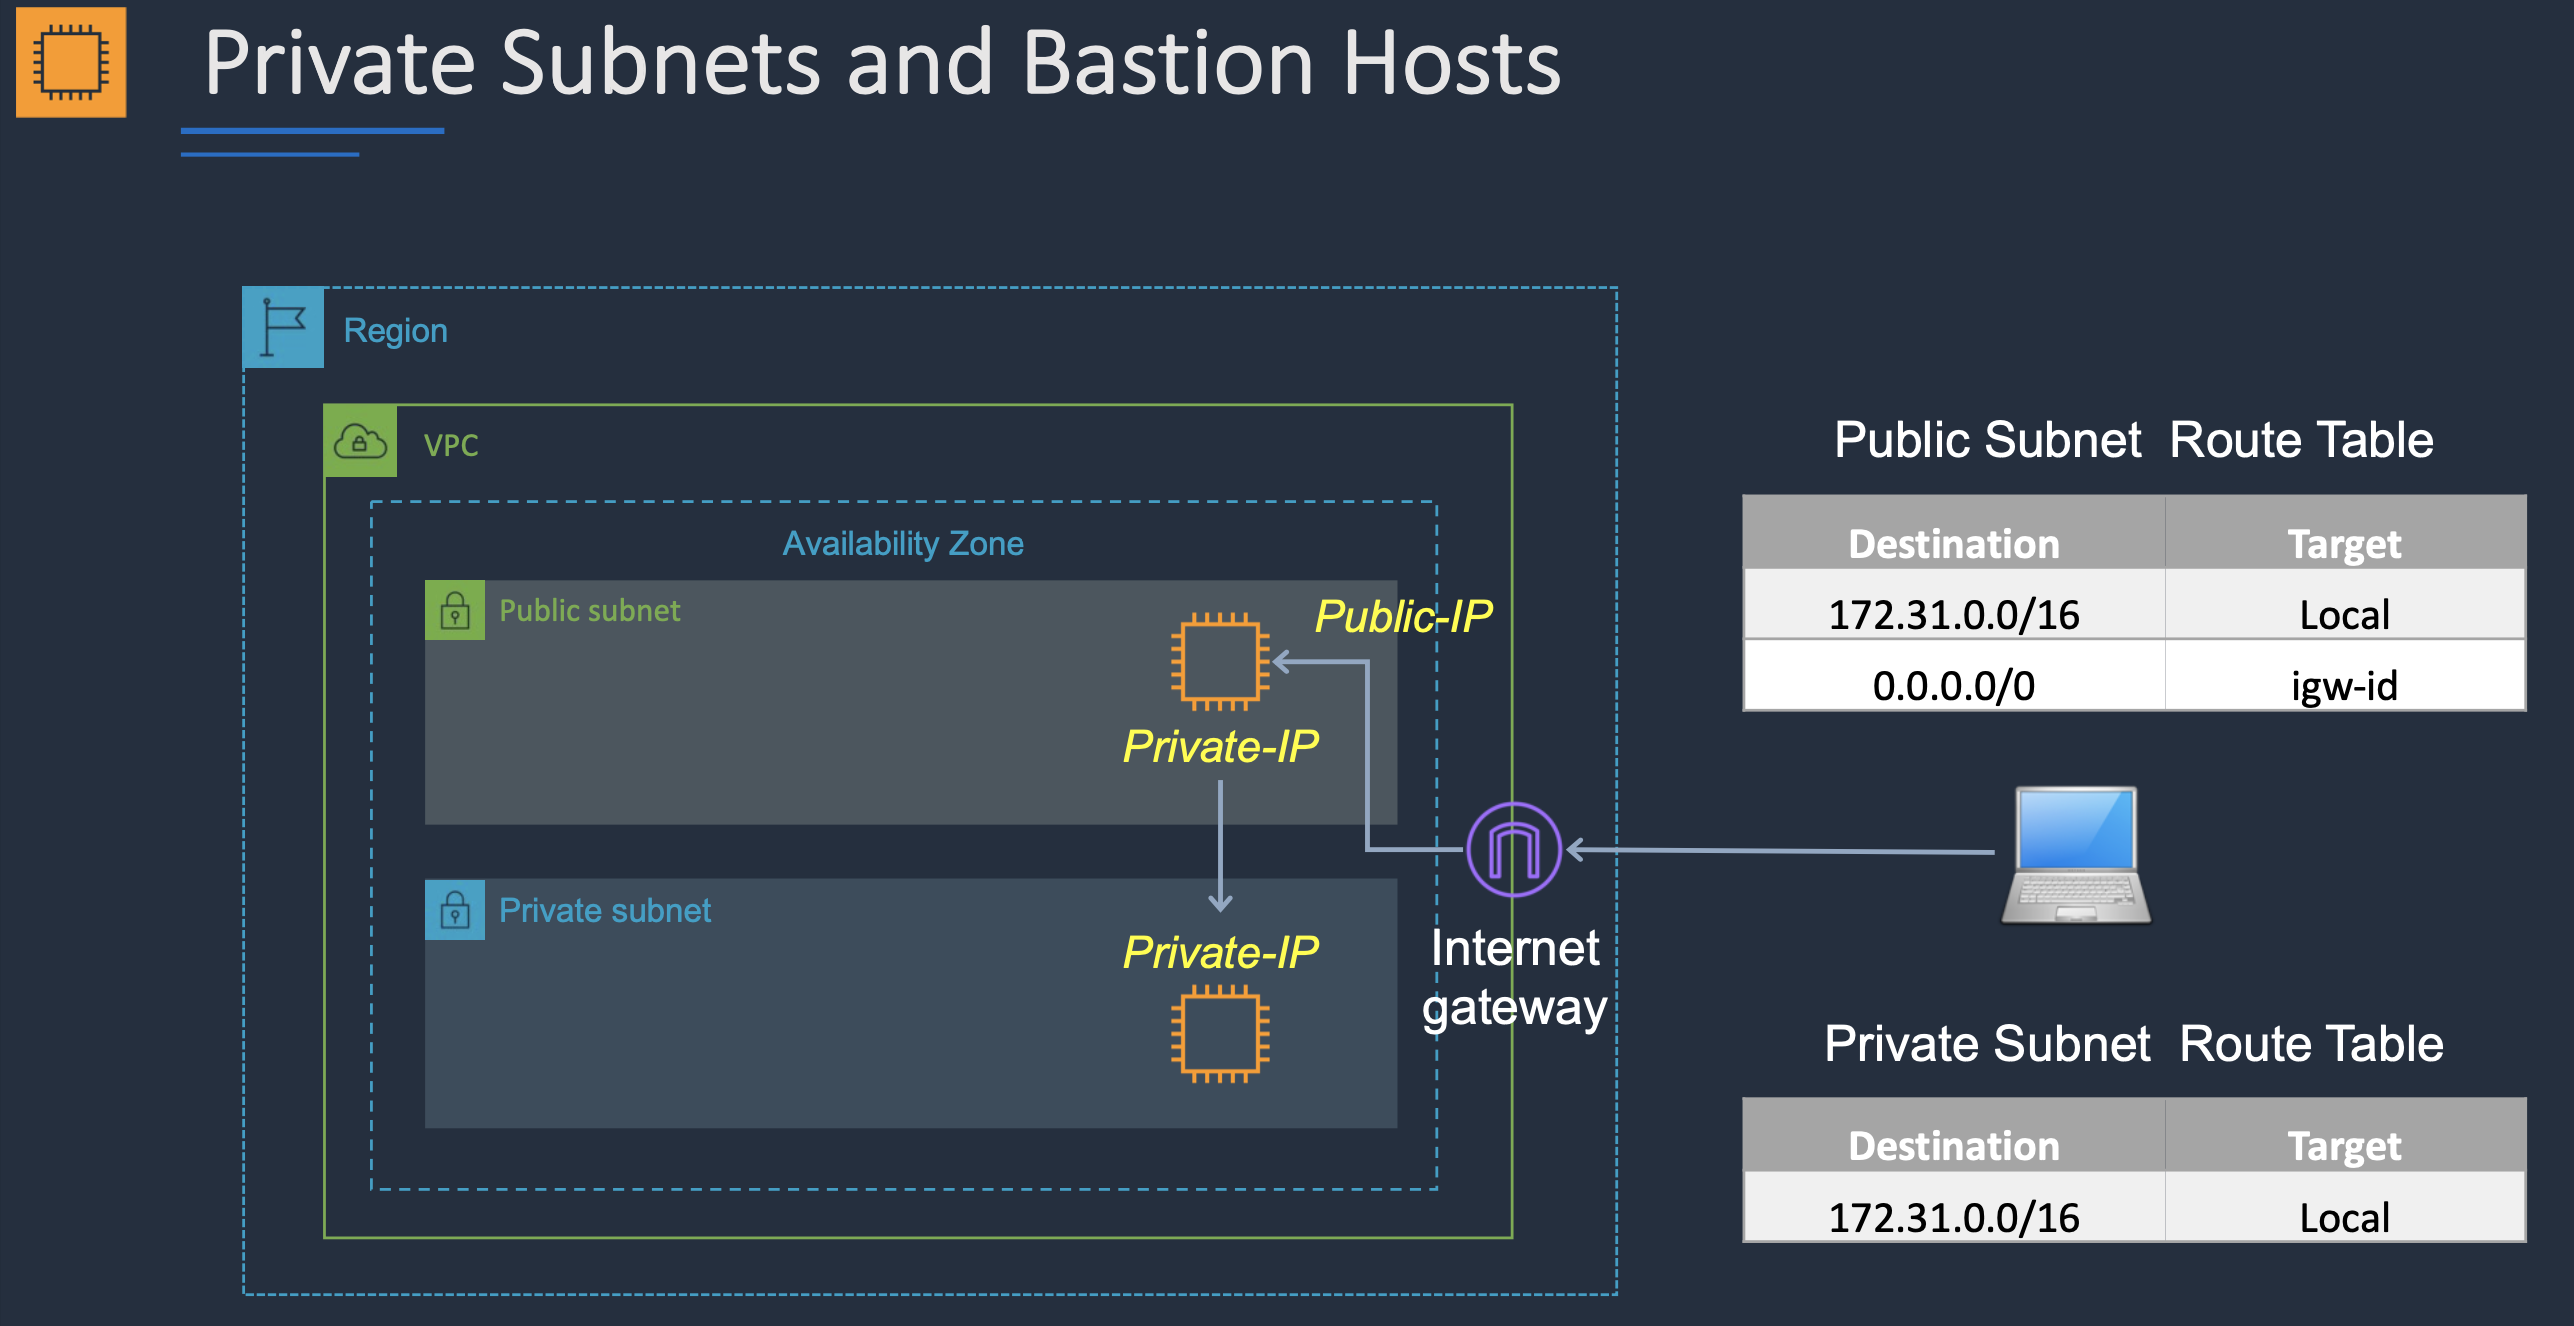 Private Subnets and Bastion Hosts
Region
VPC
Availability Zone
Public subnet
Public-IP
Private-IP
Private subnet
Private-IP
Internet
gateway
Public Subnet Route Table
Destination Target
172.31.0.0/16 Local
0.0.0.0/0 igw-id
Private Subnet Route Table
Destination Target
172.31.0.0/16 Local